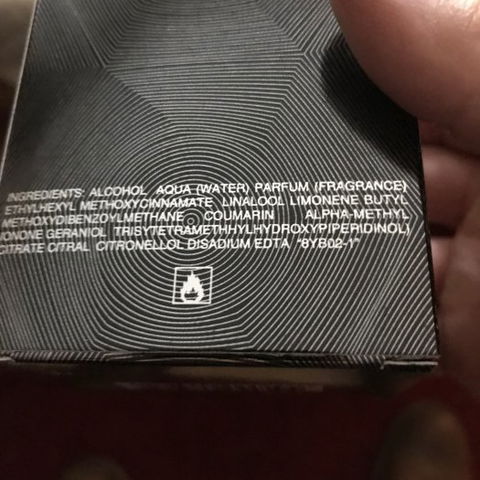 INGREDIENTS: ALCOHOL AQUA (WATER) PARFUM (FRAGRANCE)
ETHYLHEXYL METHOXYCINNAMATE LINALOOL LIMONENE BUTYL
METHOXYDIBENZOYLMETHANE COUMARIN ALPHA-METHYL
IONONE GERANIOL TRISYTETRAMETHHYLHYDROXYPIPERIDINOL)
CITRATE CITRAL CITRONELLOL DISADIUM EDTA "8YB02-1"